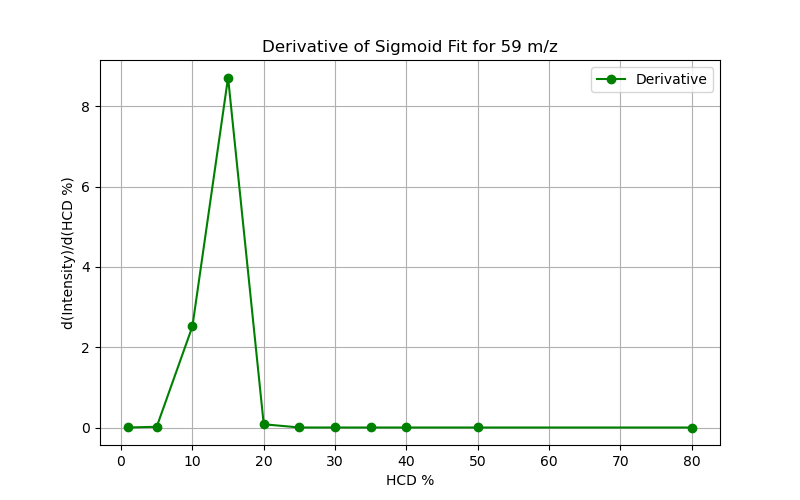 Derivative of Sigmoid Fit for 59 m/z
Derivative
d(Intensity)/d(HCD %)
8
6
4
2
0
0 10 20 30 40 50 60 70 80
HCD %